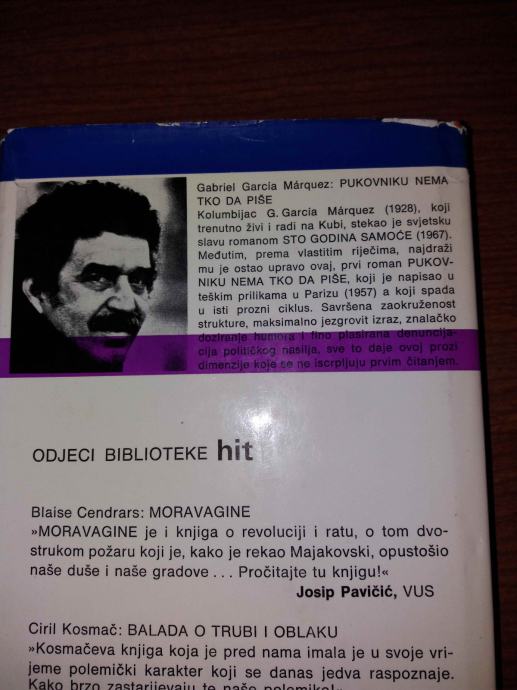 Gabriel García Márquez: PUKOVNIKU NEMA
TKO DA PIŠE
Kolumbijac G. García Márquez (1928), koji
trenutno živi i radi na Kubi, stekao je svjetsku
slavu romanom STO GODINA SAMOĆE (1967).
Međutim, prema vlastitim riječima, najdraži
mu je ostao upravo ovaj, prvi roman PUKOV-
NIKU NEMA TKO DA PIŠE, koji je napisao u
teškim prilikama u Parizu (1957) a koji spada
u isti prozni ciklus. Savršena zaokruženost
strukture, maksimalno jezgrovit izraz, znalačko
doziranje humora i fino plasirana denuncija-
cija političkog nasilja, sve to daje ovoj prozi
dimenzije koje se ne iscrpljuju prvim čitanjem.
ODJECI BIBLIOTEKE hit
Blaise Cendrars: MORAVAGINE
»MORAVAGINE je i knjiga o revoluciji i ratu, o tom dvo-
strukom požaru koji je, kako je rekao Majakovski, opustošio
naše duše i naše gradove ... Pročitajte tu knjigu!«
Josip Pavičić, VUS
Ciril Kosmač: BALADA O TRUBI I OBLAKU
»Kosmačeva knjiga koja je pred nama imala je u svoje vri-
jeme polemički karakter koji se danas jedva raspoznaje.
Kako brzo zastarijevaju te naše polemike!«